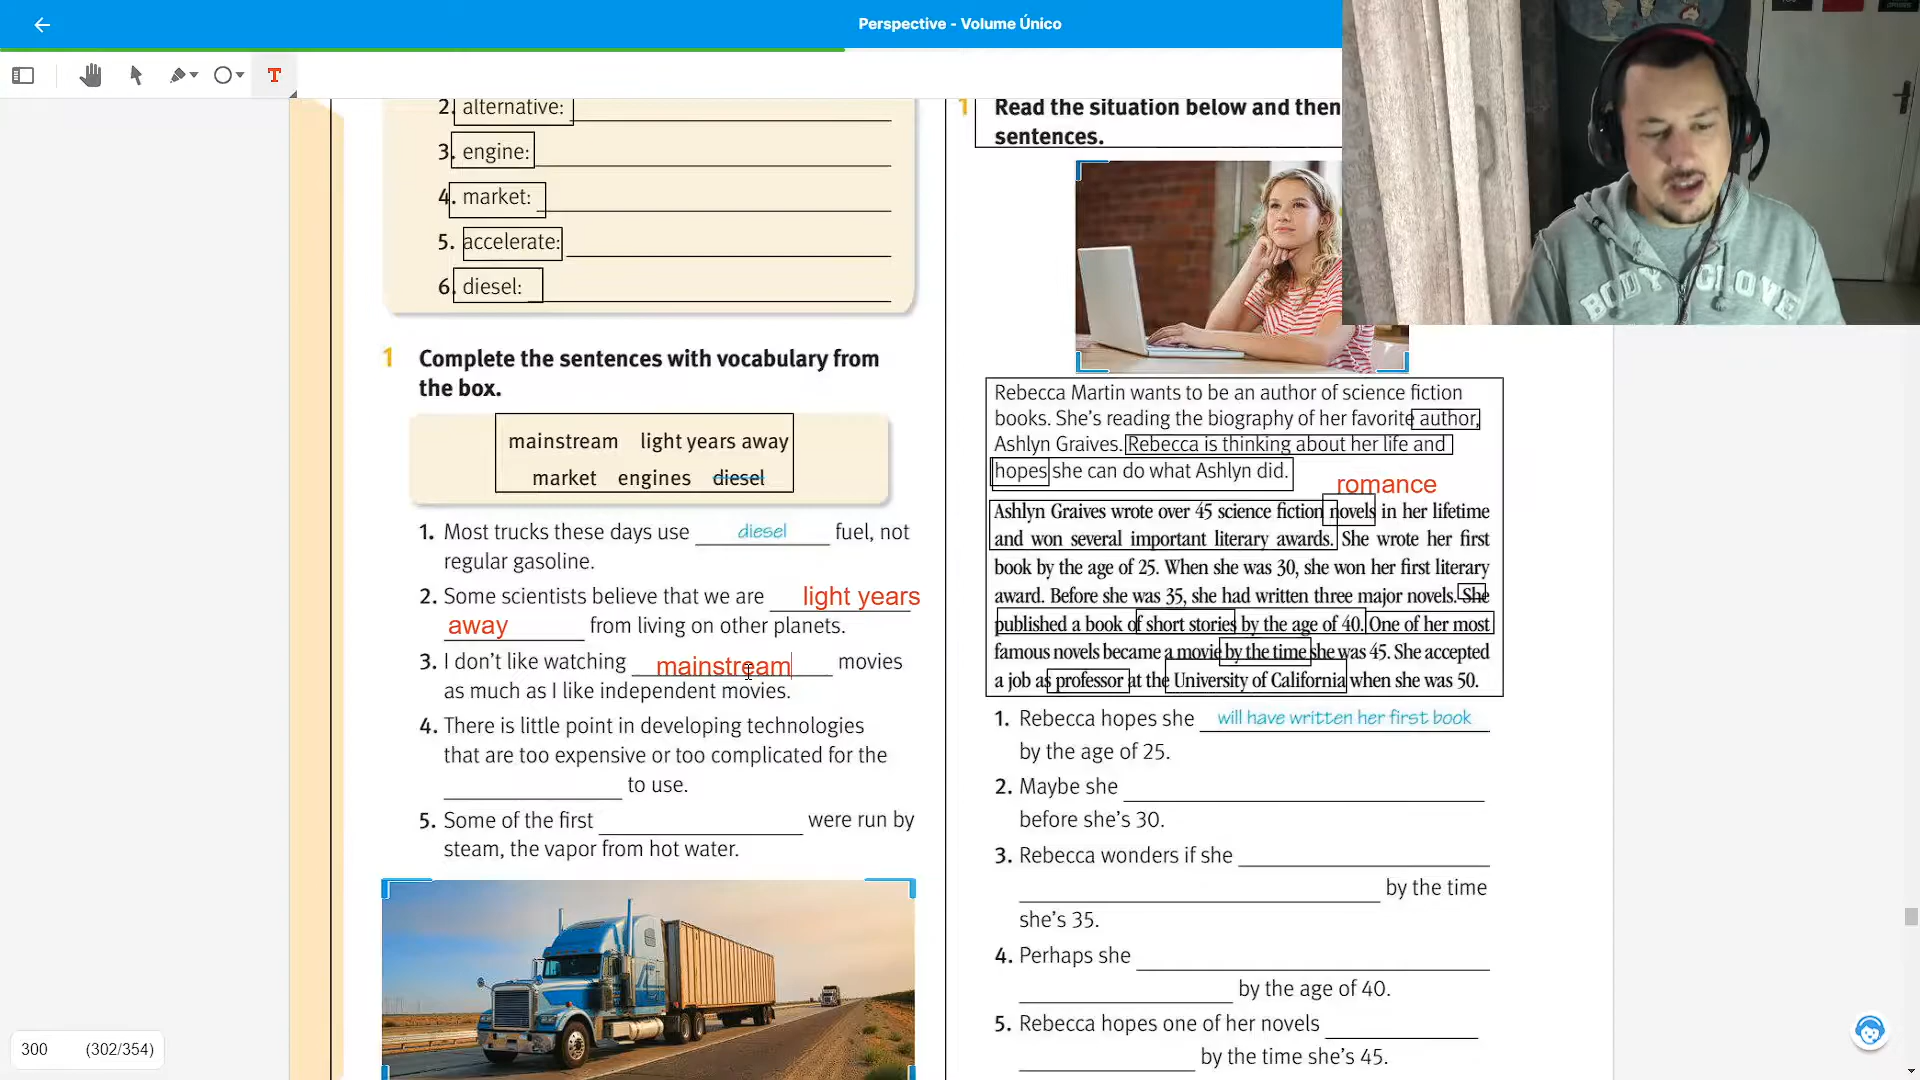 Perspective - Volume Único
T
2. alternative:
3. engine:
4. market:
5. accelerate:
6. diesel:
1 Complete the sentences with vocabulary from
the box.
mainstream light years away
market engines diesel
1. Most trucks these days use diesel fuel, not
regular gasoline.
2. Some scientists believe that we are light years
away from living on other planets.
3. I don't like watching mainstream movies
as much as I like independent movies.
4. There is little point in developing technologies
that are too expensive or too complicated for the
to use.
5. Some of the first were run by
steam, the vapor from hot water.
1 Read the situation below and then
sentences.
Rebecca Martin wants to be an author of science fiction
books. She's reading the biography of her favorite author,
Ashlyn Graives. Rebecca is thinking about her life and
hopes she can do what Ashlyn did.
romance
Ashlyn Graives wrote over 45 science fiction novels in her lifetime
and won several important literary awards. She wrote her first
book by the age of 25. When she was 30, she won her first literary
award. Before she was 35, she had written three major novels. She
published a book of short stories by the age of 40. One of her most
famous novels became a movie by the time she was 45. She accepted
a job as professor at the University of California when she was 50.
1. Rebecca hopes she will have written her first book
by the age of 25.
2. Maybe she
before she's 30.
3. Rebecca wonders if she
by the time
she's 35.
4. Perhaps she
by the age of 40.
5. Rebecca hopes one of her novels
by the time she's 45.
BODY GLOVE
300 (302/354)